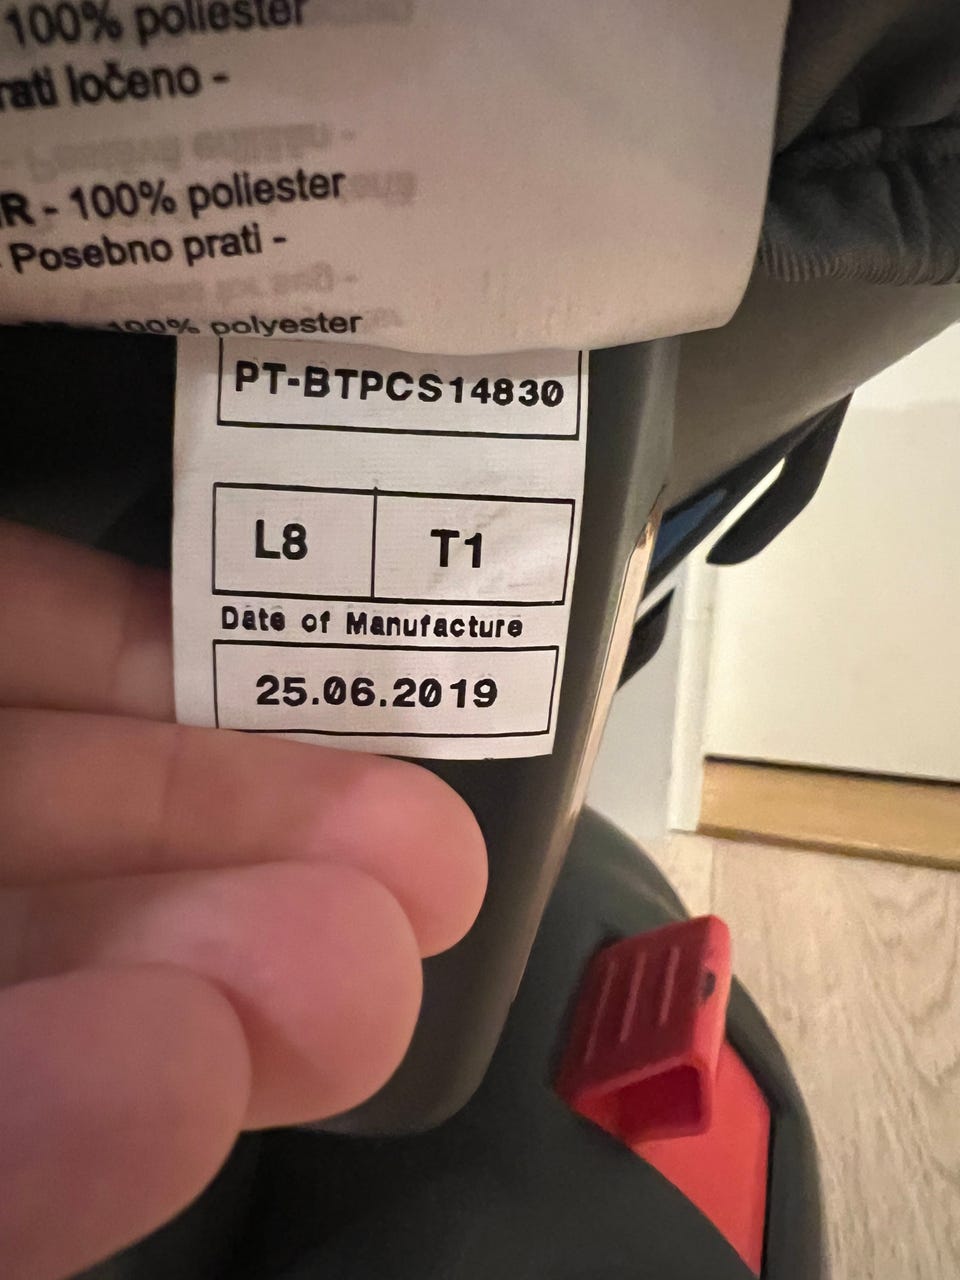 100% poliester
rati ločeno -
R - 100% poliester
Posebno prati -
100% polyester
PT-BTPCS14830
L8 T1
Date of Manufacture
25.06.2019